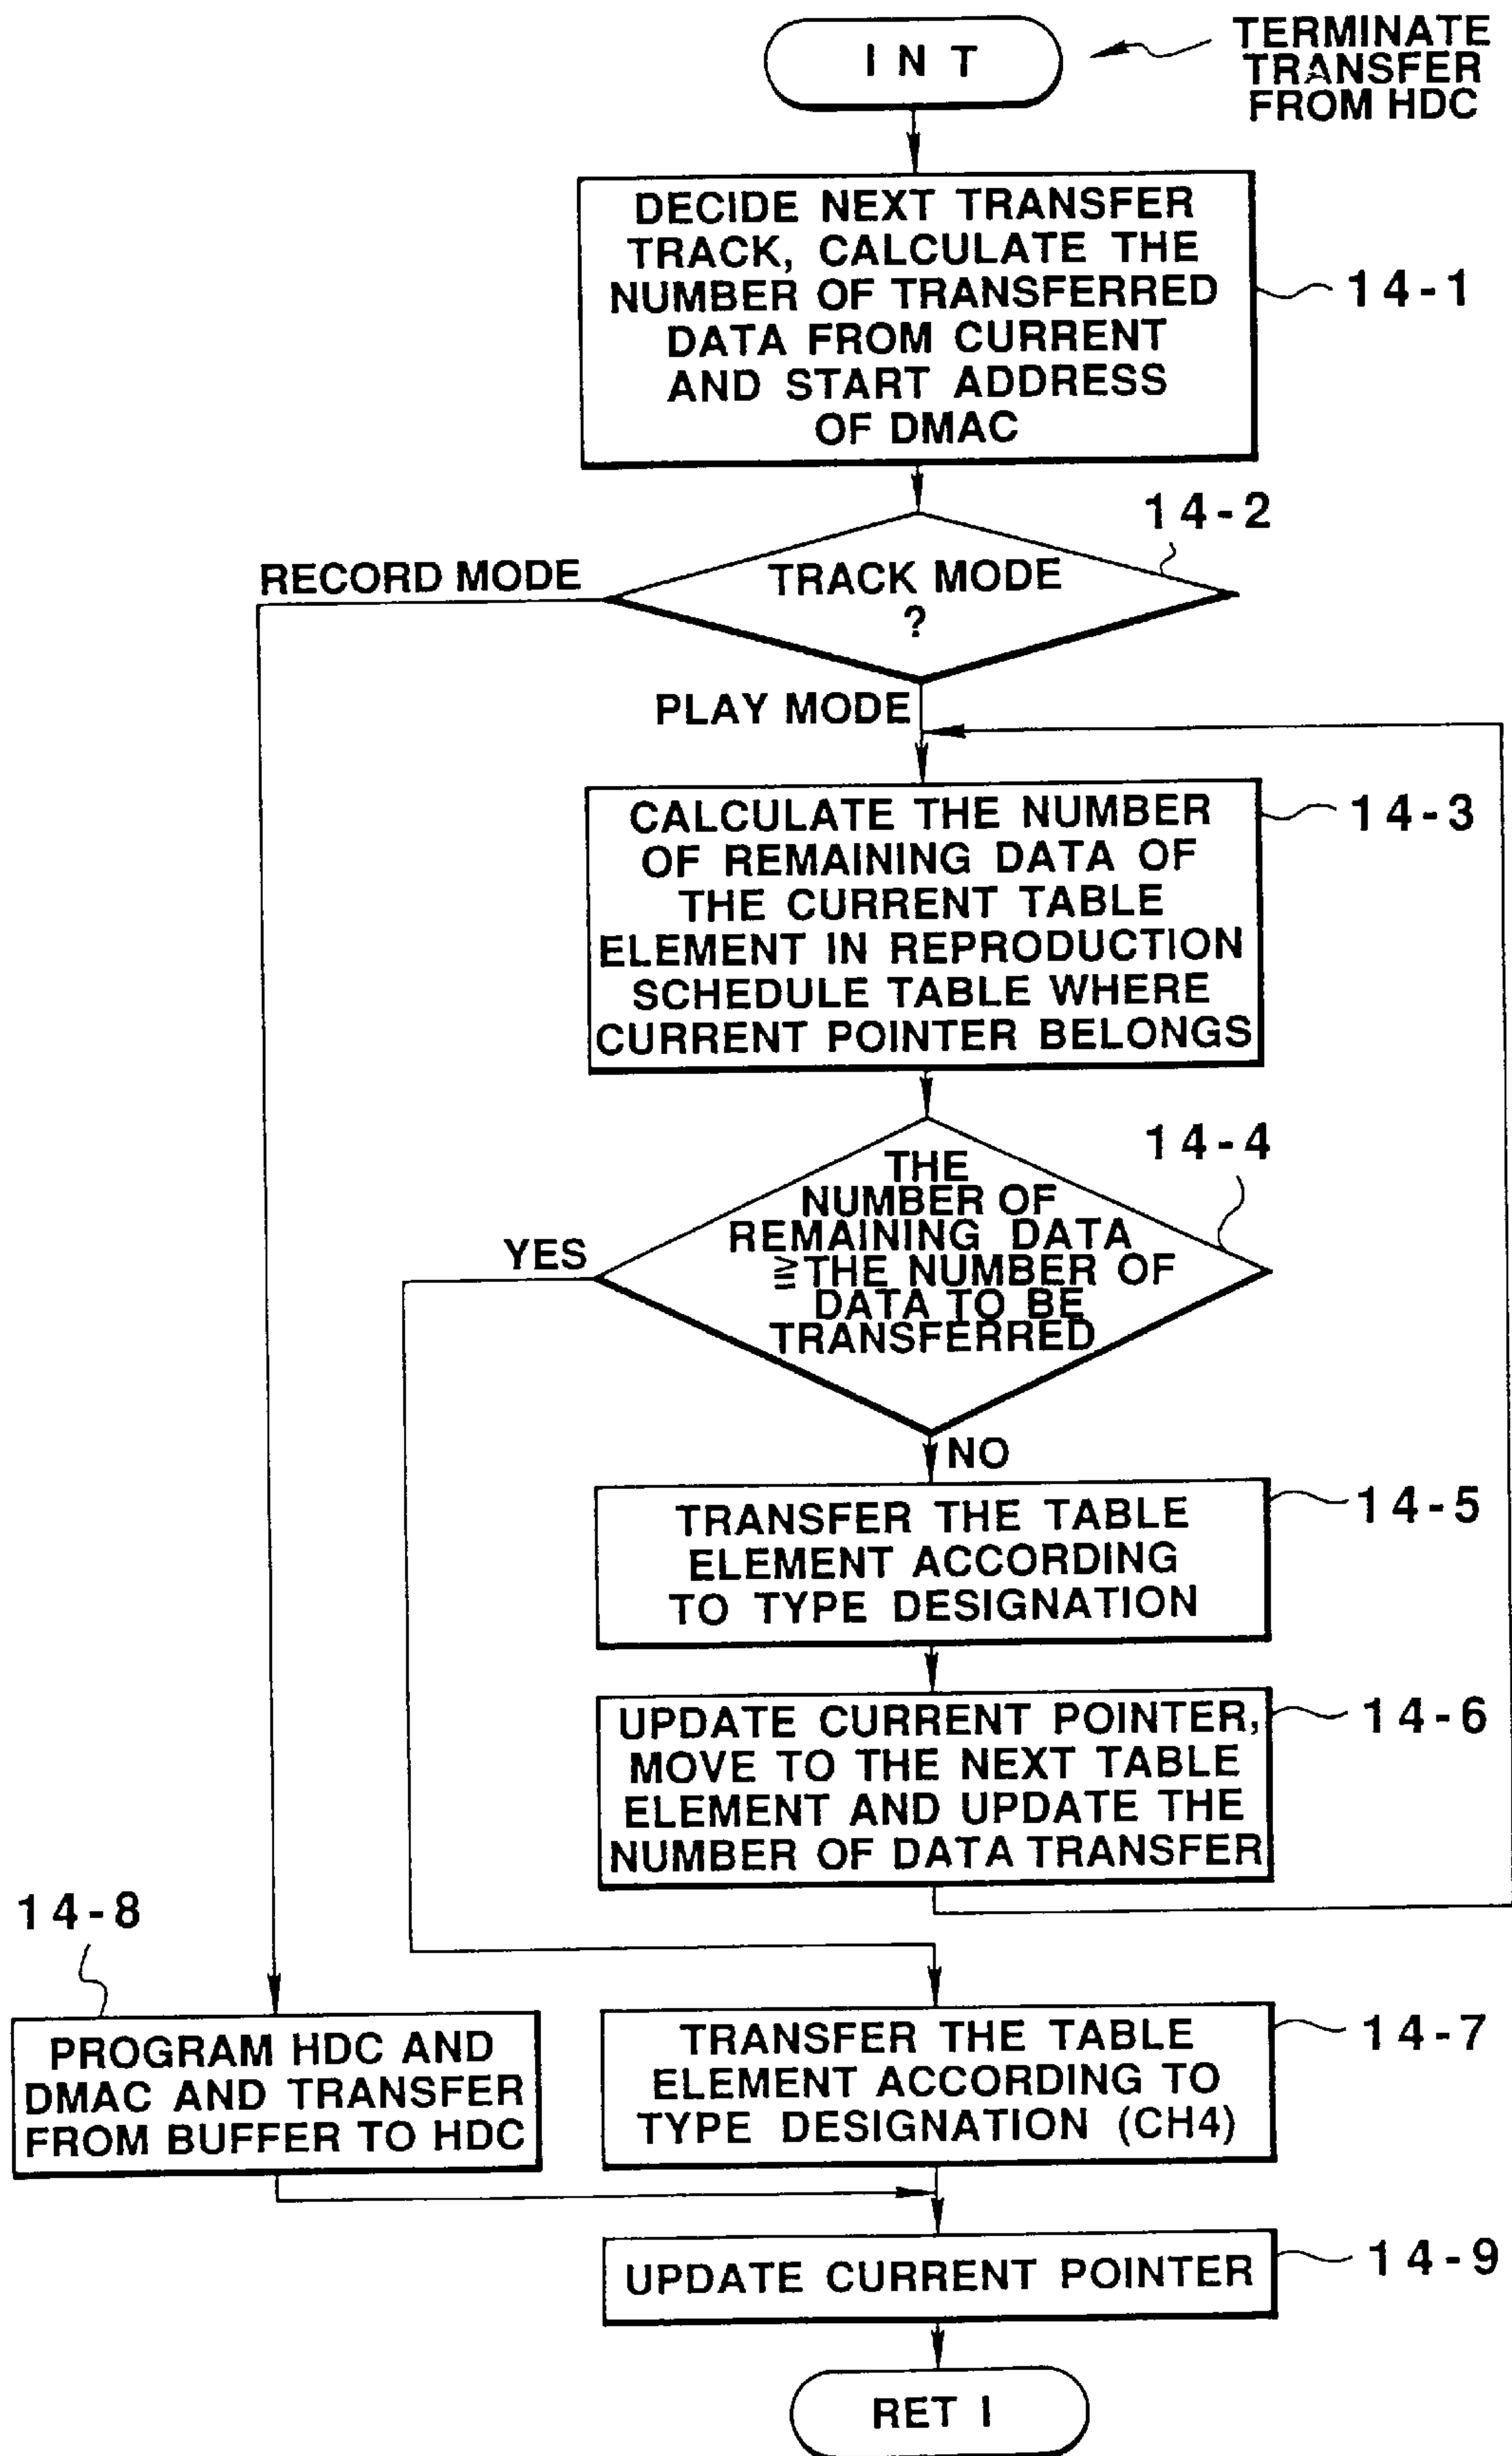 INT
TERMINATE
TRANSFER
FROM HDC
DECIDE NEXT TRANSFER
TRACK, CALCULATE THE
NUMBER OF TRANSFERRED
DATA FROM CURRENT
AND START ADDRESS
OF DMAC
14-1
14-2
RECORD MODE
TRACK MODE
?
PLAY MODE
CALCULATE THE NUMBER
OF REMAINING DATA OF
THE CURRENT TABLE
ELEMENT IN REPRODUCTION
SCHEDULE TABLE WHERE
CURRENT POINTER BELONGS
14-3
14-4
THE
NUMBER OF
REMAINING DATA
≧THE NUMBER OF
DATA TO BE
TRANSFERRED
YES
NO
TRANSFER THE TABLE
ELEMENT ACCORDING
TO TYPE DESIGNATION
14-5
UPDATE CURRENT POINTER,
MOVE TO THE NEXT TABLE
ELEMENT AND UPDATE THE
NUMBER OF DATA TRANSFER
14-6
14-8
PROGRAM HDC AND
DMAC AND TRANSFER
FROM BUFFER TO HDC
TRANSFER THE TABLE
ELEMENT ACCORDING TO
TYPE DESIGNATION (CH4)
14-7
UPDATE CURRENT POINTER
14-9
RET I